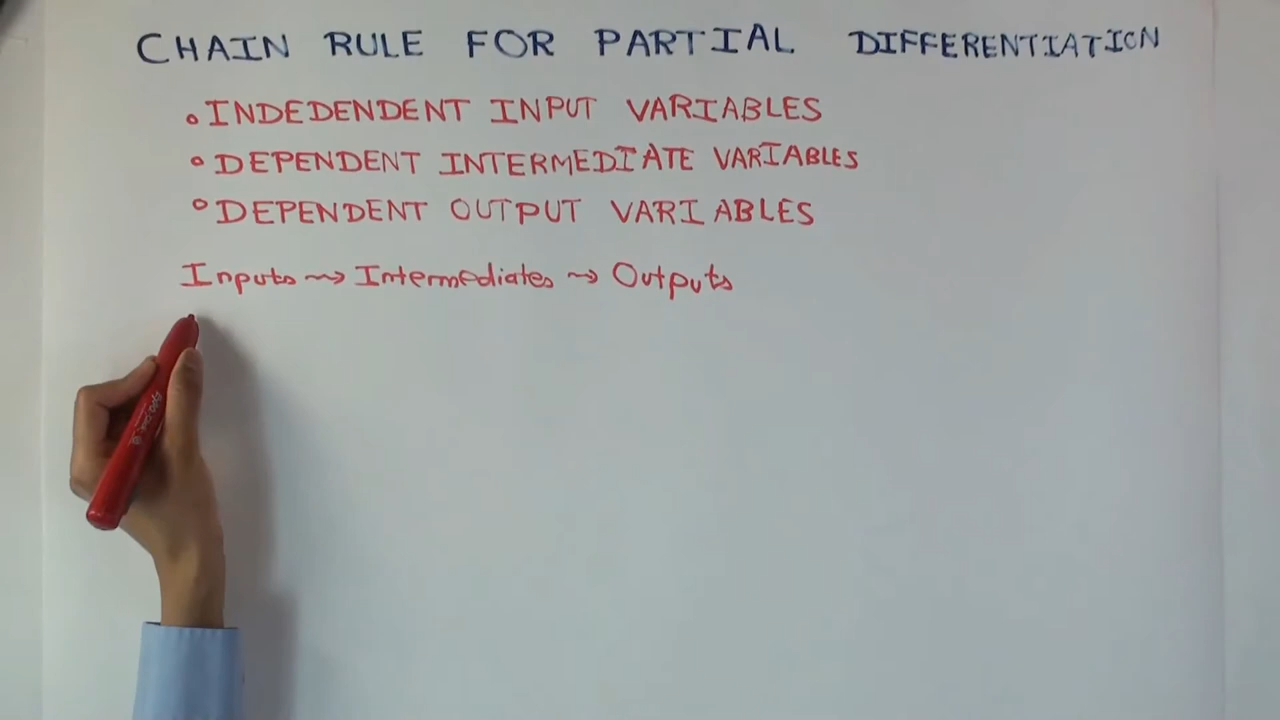 CHAIN RULE FOR PARTIAL DIFFERENTIATION
• INDEDENDENT INPUT VARIABLES
• DEPENDENT INTERMEDIATE VARIABLES
• DEPENDENT OUTPUT VARIABLES
Inputs ⇝ Intermediates ⇝ Outputs